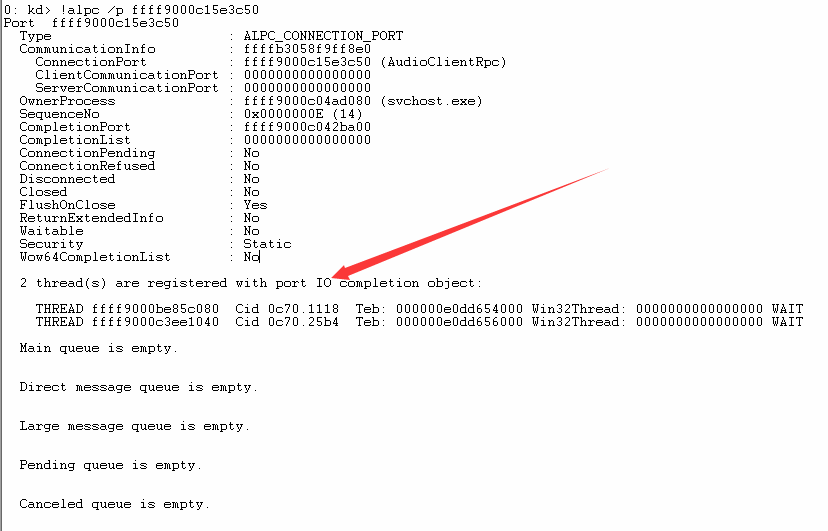 0: kd> !alpc /p ffff9000c15e3c50
Port  ffff9000c15e3c50
  Type                      : ALPC_CONNECTION_PORT
  CommunicationInfo         : ffffb3058f9ff8e0
    ConnectionPort          : ffff9000c15e3c50 (AudioClientRpc)
    ClientCommunicationPort : 0000000000000000
    ServerCommunicationPort : 0000000000000000
  OwnerProcess              : ffff9000c04ad080 (svchost.exe)
  SequenceNo                : 0x0000000E (14)
  CompletionPort            : ffff9000c042ba00
  CompletionList            : 0000000000000000
  ConnectionPending         : No
  ConnectionRefused         : No
  Disconnected              : No
  Closed                    : No
  FlushOnClose              : Yes
  ReturnExtendedInfo        : No
  Waitable                  : No
  Security                  : Static
  Wow64CompletionList       : No
  2 thread(s) are registered with port IO completion object:
    THREAD ffff9000be85c080  Cid 0c70.1118  Teb: 000000e0dd654000 Win32Thread: 0000000000000000 WAIT
    THREAD ffff9000c3ee1040  Cid 0c70.25b4  Teb: 000000e0dd656000 Win32Thread: 0000000000000000 WAIT
  Main queue is empty.
  Direct message queue is empty.
  Large message queue is empty.
  Pending queue is empty.
  Canceled queue is empty.